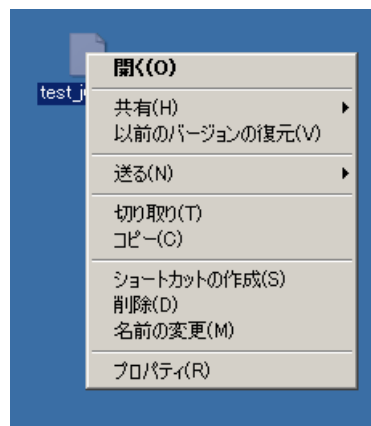 開く(O)
test_j
共有(H)
以前のバージョンの復元(V)
送る(N)
切り取り(T)
コピー(C)
ショートカットの作成(S)
削除(D)
名前の変更(M)
プロパティ(R)